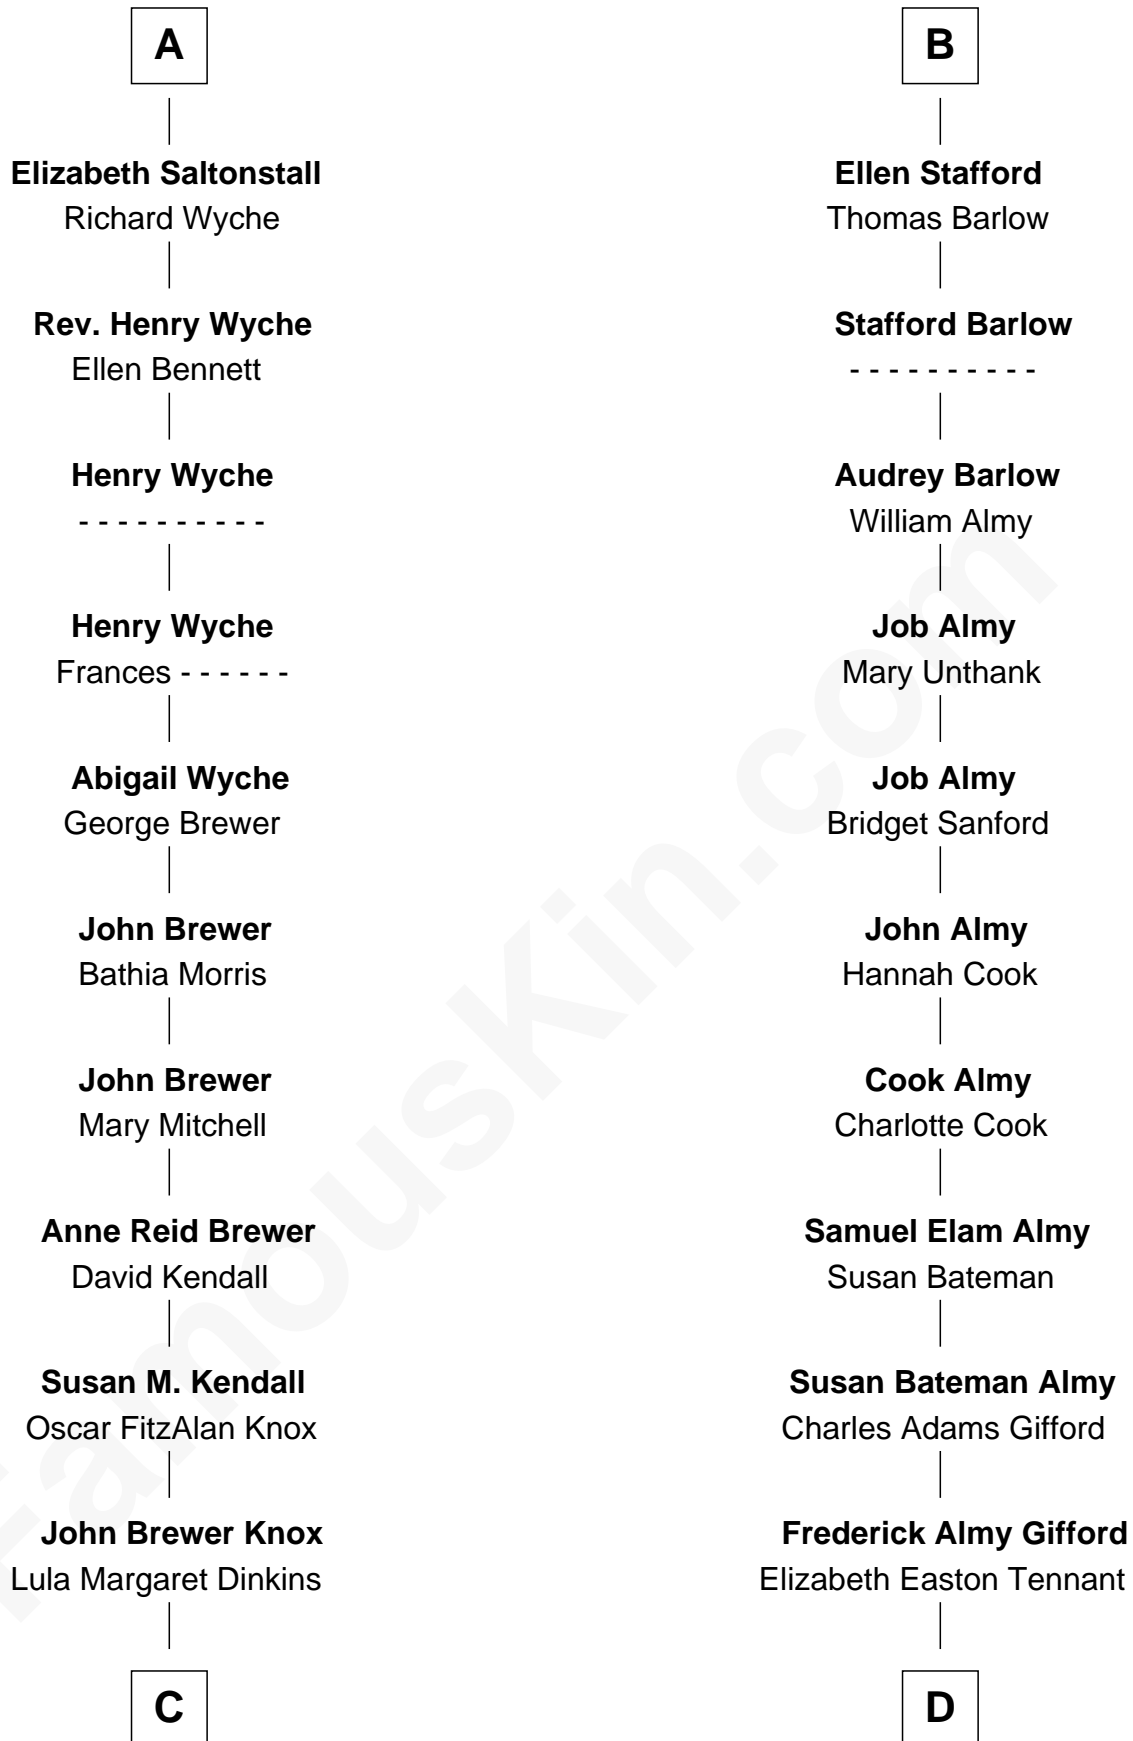 A
Elizabeth Saltonstall
Richard Wyche
Rev. Henry Wyche
Ellen Bennett
Henry Wyche
- - - - - - - - - -
Henry Wyche
Frances - - - - - -
Abigail Wyche
George Brewer
John Brewer
Bathia Morris
John Brewer
Mary Mitchell
Anne Reid Brewer
David Kendall
Susan M. Kendall
Oscar FitzAlan Knox
John Brewer Knox
Lula Margaret Dinkins
C
B
Ellen Stafford
Thomas Barlow
Stafford Barlow
- - - - - - - - - -
Audrey Barlow
William Almy
Job Almy
Mary Unthank
Job Almy
Bridget Sanford
John Almy
Hannah Cook
Cook Almy
Charlotte Cook
Samuel Elam Almy
Susan Bateman
Susan Bateman Almy
Charles Adams Gifford
Frederick Almy Gifford
Elizabeth Easton Tennant
D
FamousKin.com